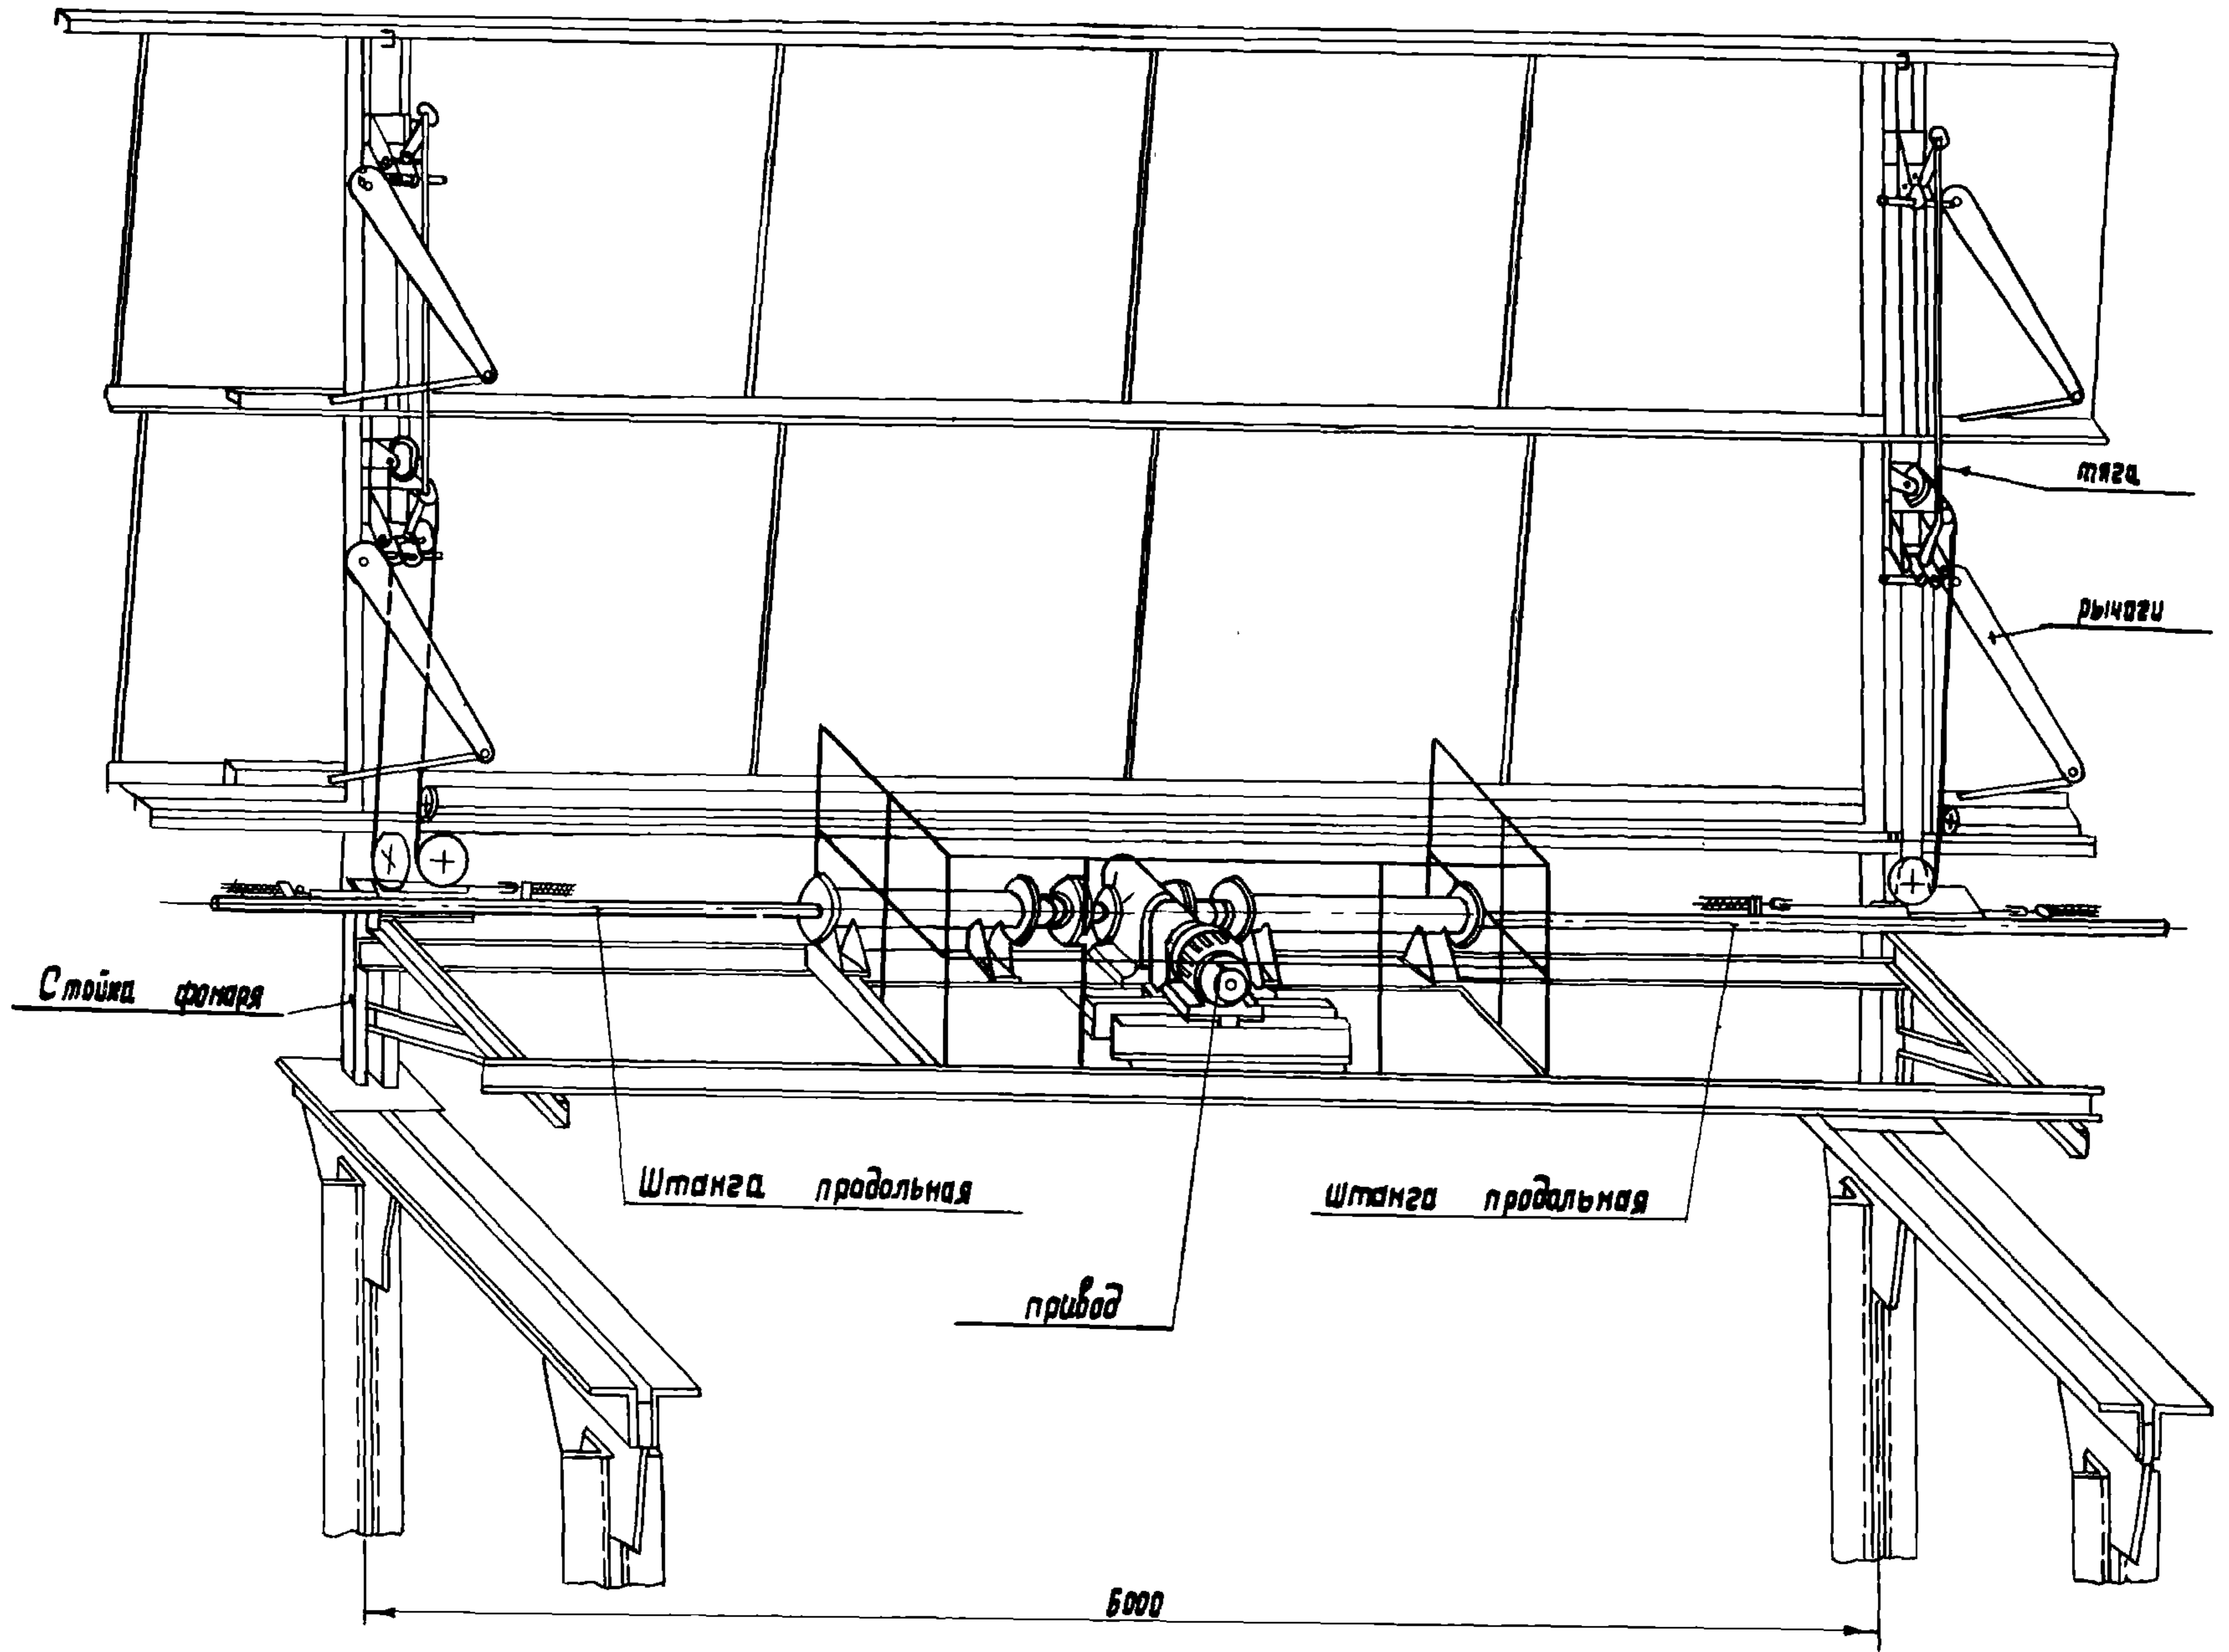 тяга
рычаги
Стойка фонаря
Штанга продольная
штанга продольная
привод
6000